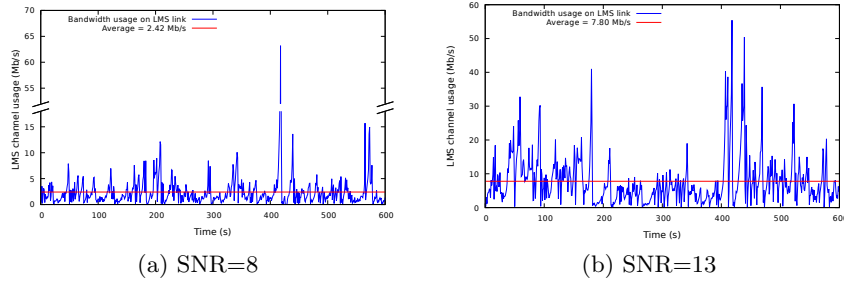 Bandwidth usage on LMS link
Average = 2.42 Mb/s
LMS channel usage (Mb/s)
70
65
60
55
15
10
5
0
0 100 200 300 400 500 600
Time (s)
(a) SNR=8
Bandwidth usage on LMS link
Average = 7.80 Mb/s
LMS channel usage (Mb/s)
60
50
40
30
20
10
0
0 100 200 300 400 500 600
Time (s)
(b) SNR=13